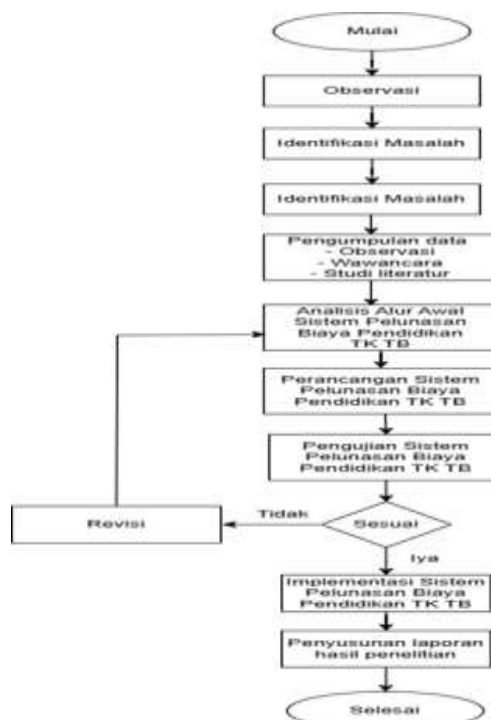 Mulai
Observasi
Identifikasi Masalah
Identifikasi Masalah
Pengumpulan data
- Observasi
- Wawancara
- Studi literatur
Analisis Alur Awal
Sistem Pelunasan
Biaya Pendidikan
TK TB
Perancangan Sistem
Pelunasan Biaya
Pendidikan TK TB
Pengujian Sistem
Pelunasan Biaya
Pendidikan TK TB
Sesuai
Tidak
Revisi
Iya
Implementasi Sistem
Pelunasan Biaya
Pendidikan TK TB
Penyusunan laporan
hasil penelitian
Selesai